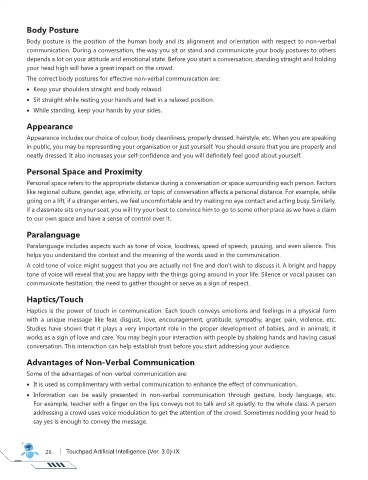 Body Posture
Body posture is the position of the human body and its alignment and orientation with respect to non-verbal
communication. During a conversation, the way you sit or stand and communicate your body postures to others
depends a lot on your attitude and emotional state. Before you start a conversation, standing straight and holding
your head high will have a great impact on the crowd.
The correct body postures for effective non-verbal communication are:
• Keep your shoulders straight and body relaxed.
• Sit straight while resting your hands and feet in a relaxed position.
• While standing, keep your hands by your sides.
Appearance
Appearance includes our choice of colour, body cleanliness, properly dressed, hairstyle, etc. When you are speaking
in public, you may be representing your organisation or just yourself. You should ensure that you are properly and
neatly dressed. It also increases your self-confidence and you will definitely feel good about yourself.
Personal Space and Proximity
Personal space refers to the appropriate distance during a conversation or space surrounding each person. Factors
like regional culture, gender, age, ethnicity, or topic of conversation affects a personal distance. For example, while
going on a lift, if a stranger enters, we feel uncomfortable and try making no eye contact and acting busy. Similarly,
if a classmate sits on your seat, you will try your best to convince him to go to some other place as we have a claim
to our own space and have a sense of control over it.
Paralanguage
Paralanguage includes aspects such as tone of voice, loudness, speed of speech, pausing, and even silence. This
helps you understand the context and the meaning of the words used in the communication.
A cold tone of voice might suggest that you are actually not fine and don't wish to discuss it. A bright and happy
tone of voice will reveal that you are happy with the things going around in your life. Silence or vocal pauses can
communicate hesitation, the need to gather thought or serve as a sign of respect.
Haptics/Touch
Haptics is the power of touch in communication. Each touch conveys emotions and feelings in a physical form
with a unique message like fear, disgust, love, encouragement, gratitude, sympathy, anger, pain, violence, etc.
Studies have shown that it plays a very important role in the proper development of babies, and in animals, it
works as a sign of love and care. You may begin your interaction with people by shaking hands and having casual
conversation. This interaction can help establish trust before you start addressing your audience.
Advantages of Non-Verbal Communication
Some of the advantages of non-verbal communication are:
• It is used as complimentary with verbal communication to enhance the effect of communication.
• Information can be easily presented in non-verbal communication through gesture, body language, etc.
For example, teacher with a finger on the lips conveys not to talk and sit quietly, to the whole class. A person
addressing a crowd uses voice modulation to get the attention of the crowd. Sometimes nodding your head to
say yes is enough to convey the message.
26 | Touchpad Artificial Intelligence (Ver. 3.0)-IX